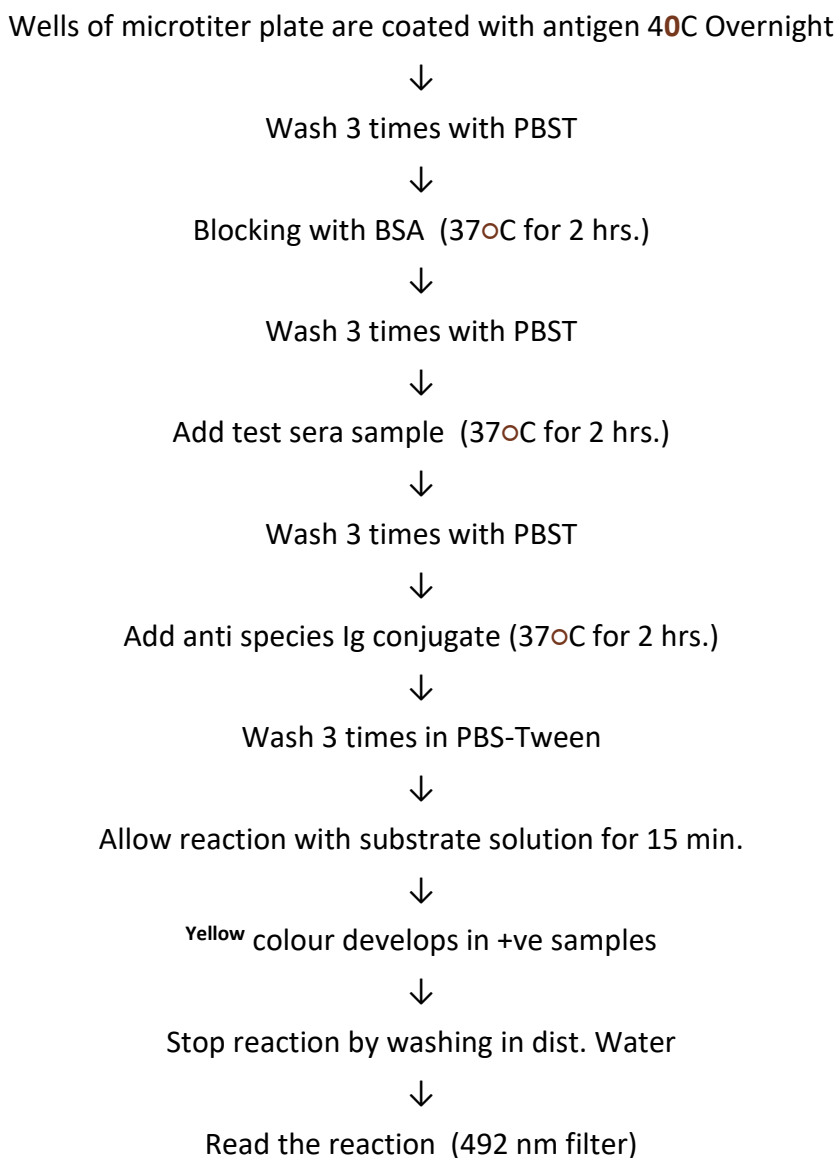 Wells of microtiter plate are coated with antigen 40C Overnight
↓
Wash 3 times with PBST
↓
Blocking with BSA (37○C for 2 hrs.)
↓
Wash 3 times with PBST
↓
Add test sera sample (37○C for 2 hrs.)
↓
Wash 3 times with PBST
↓
Add anti species Ig conjugate (37○C for 2 hrs.)
↓
Wash 3 times in PBS-Tween
↓
Allow reaction with substrate solution for 15 min.
↓
Yellow colour develops in +ve samples
↓
Stop reaction by washing in dist. Water
↓
Read the reaction (492 nm filter)